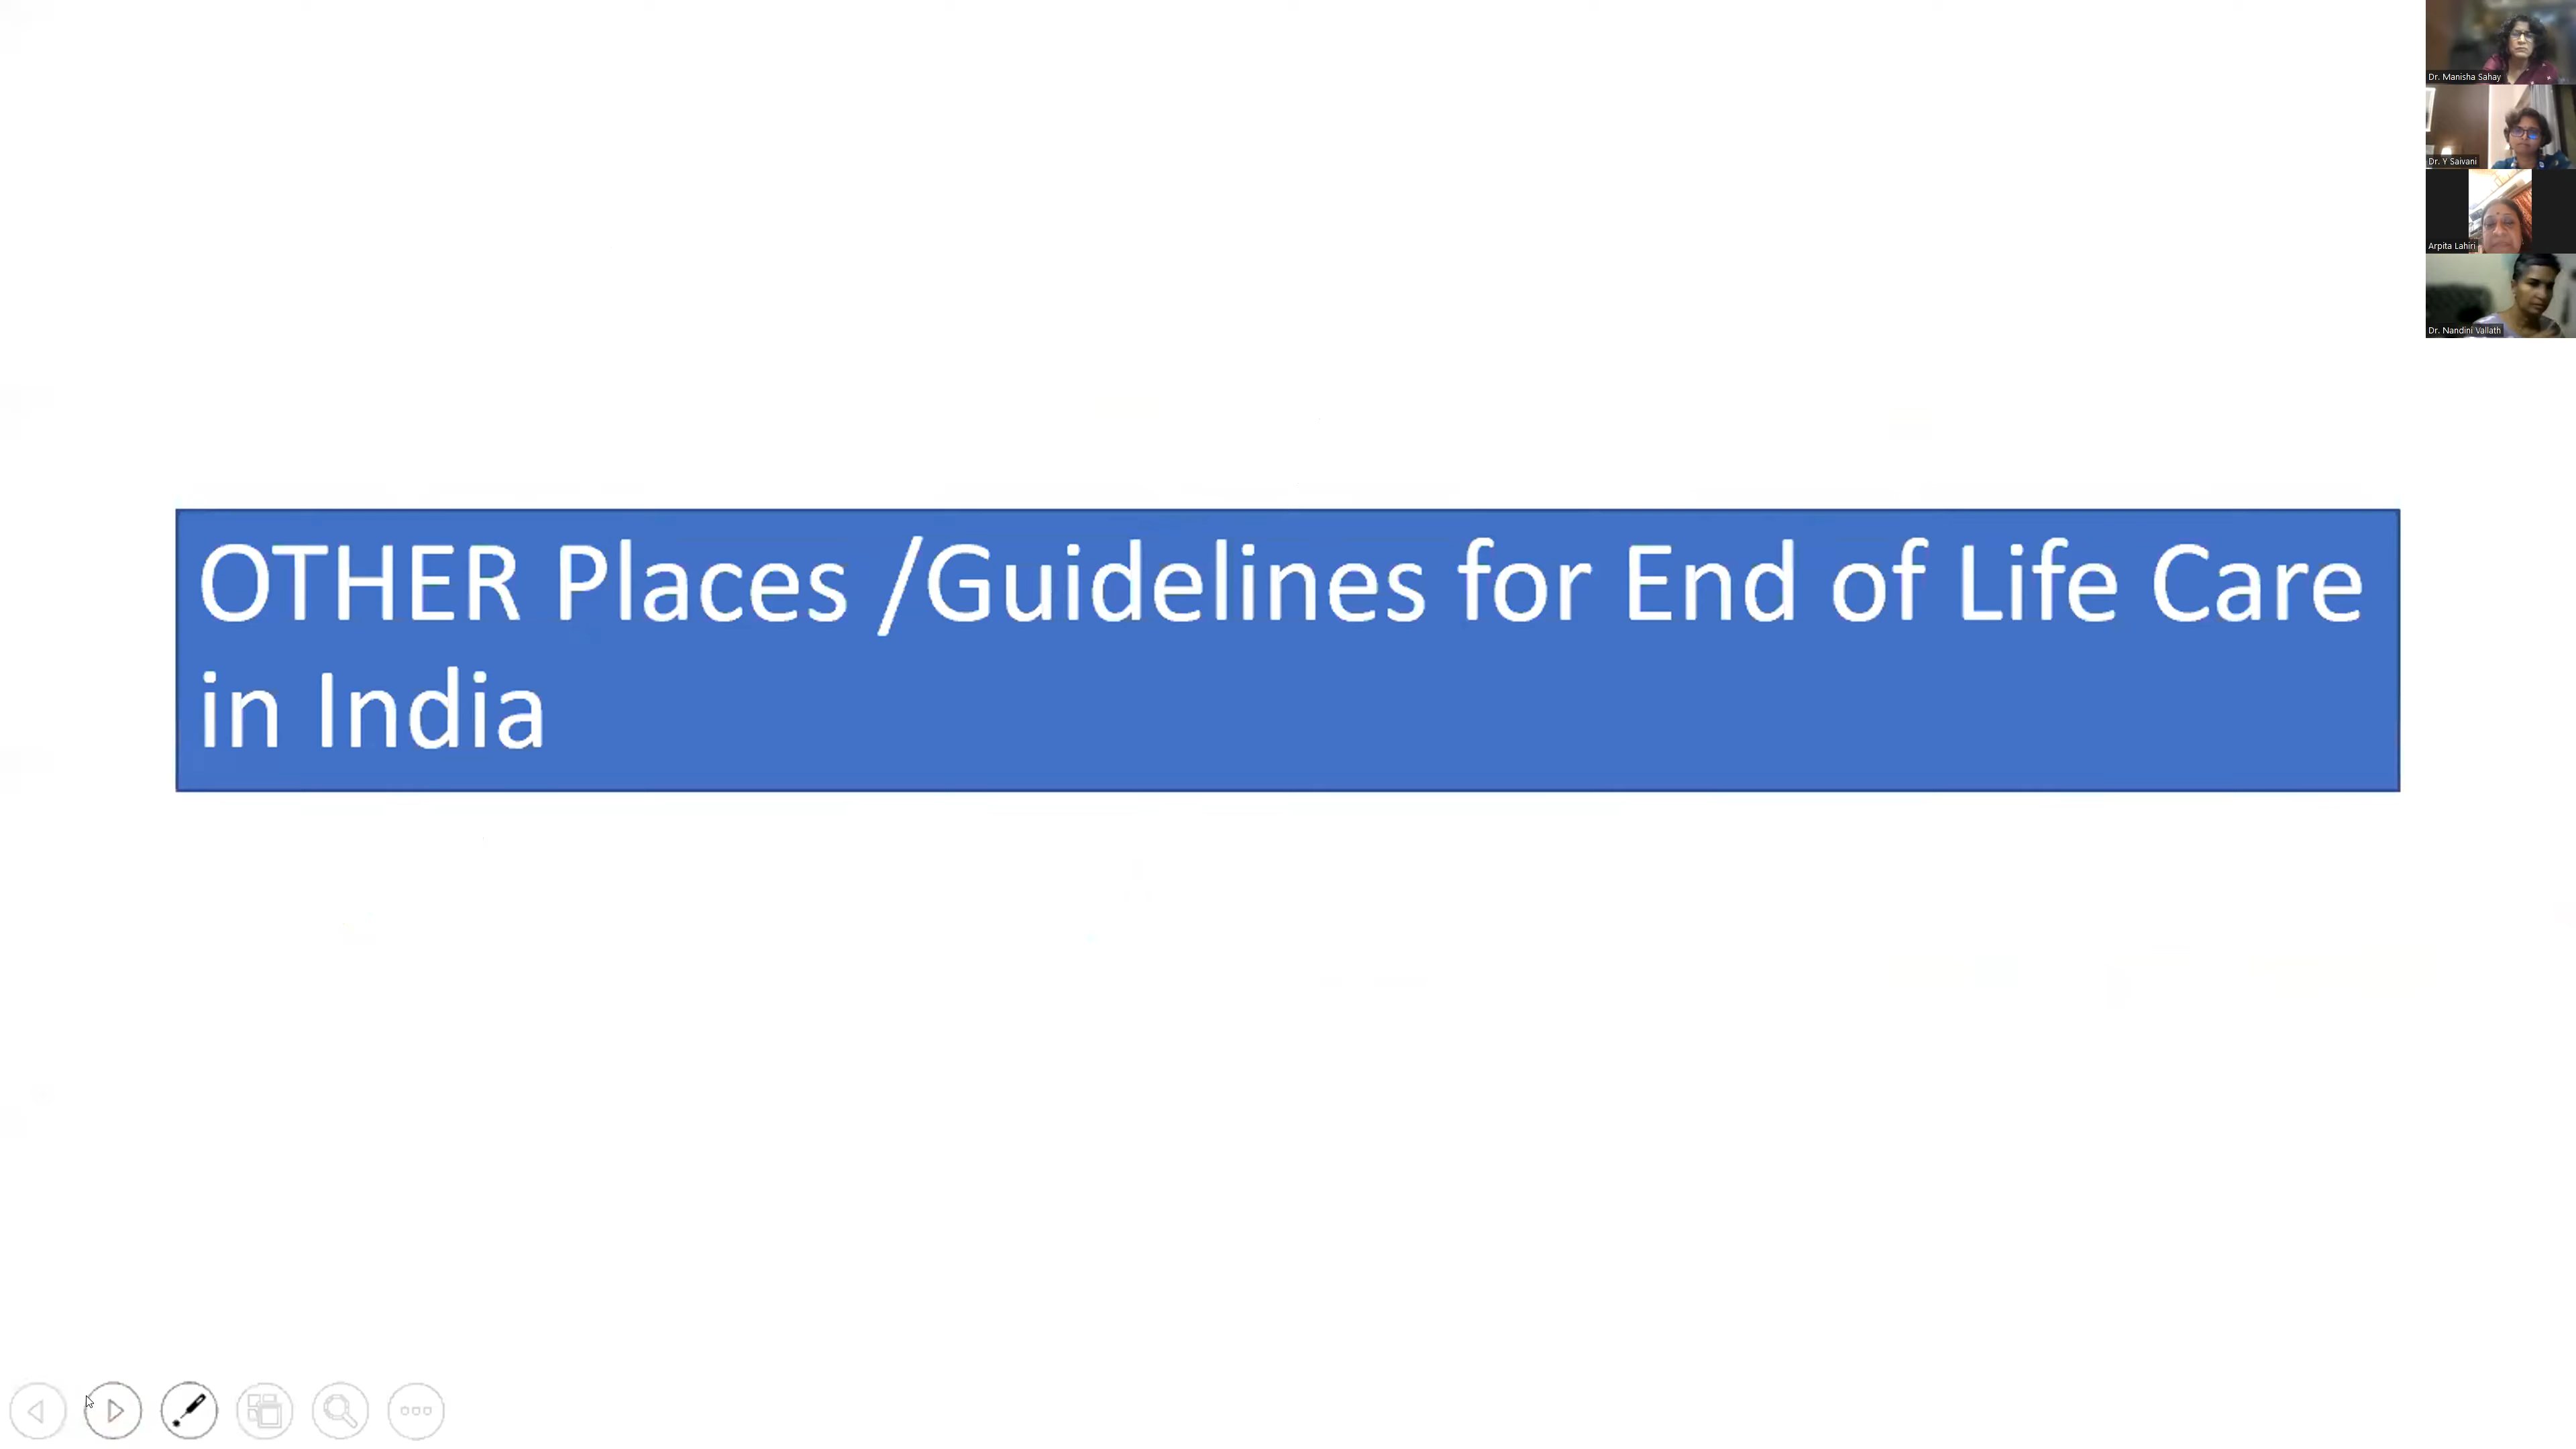 Dr. Manisha Sahay
Dr. Y Saivani
Arpita Lahiri
Dr. Nandini Vallath
OTHER Places /Guidelines for End of Life Care
in India